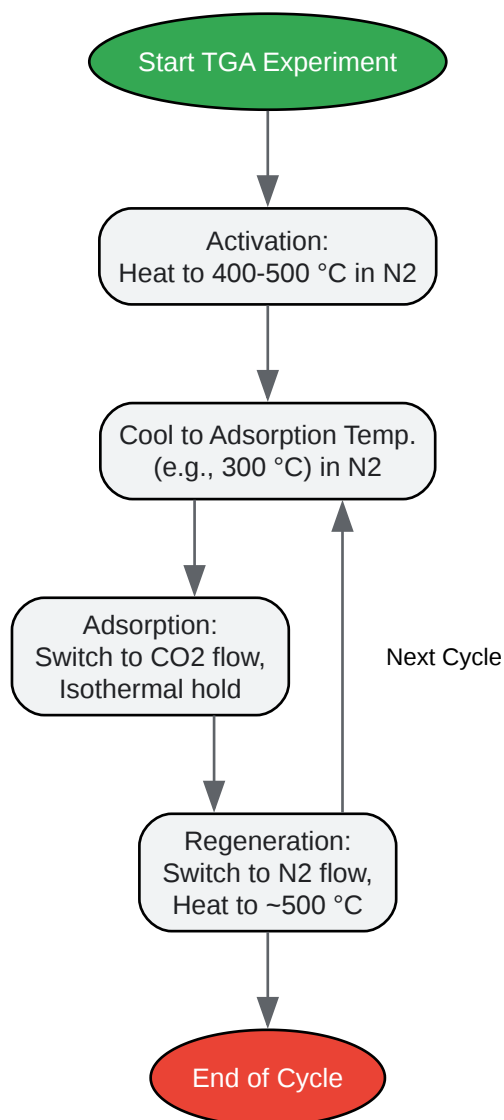 Start TGA Experiment
Activation:
Heat to 400-500 °C in N2
Cool to Adsorption Temp.
(e.g., 300 °C) in N2
Adsorption:
Switch to CO2 flow,
Isothermal hold
Next Cycle
Regeneration:
Switch to N2 flow,
Heat to ~500 °C
End of Cycle